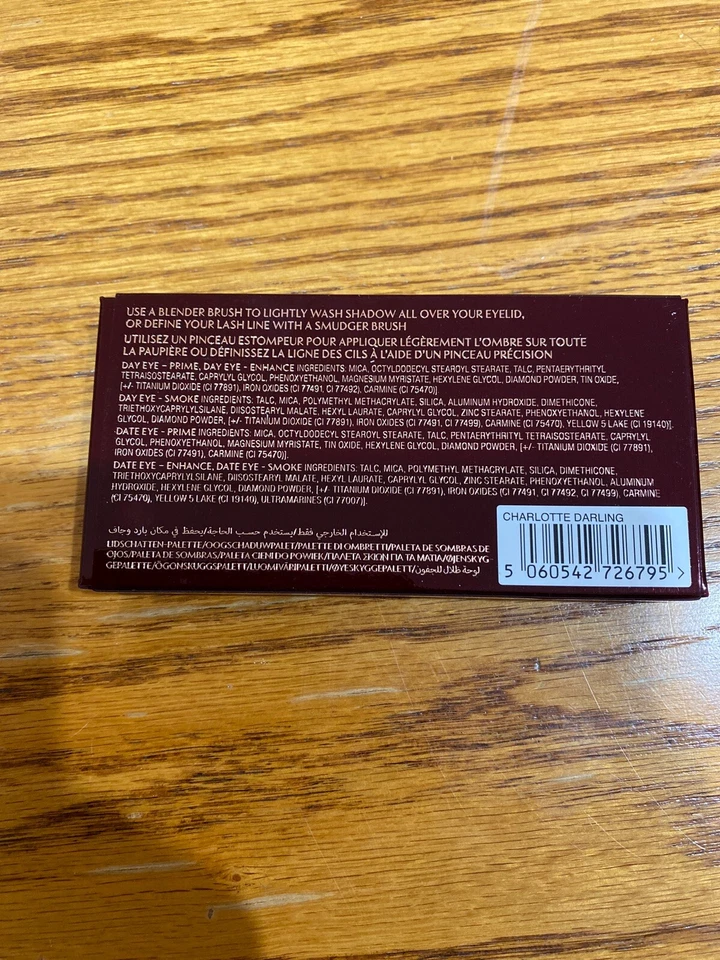 USE A BLENDER BRUSH TO LIGHTLY WASH SHADOW ALL OVER YOUR EYELID,
OR DEFINE YOUR LASH LINE WITH A SMUDGER BRUSH
UTILISEZ UN PINCEAU ESTOMPEUR POUR APPLIQUER LÉGÈREMENT L'OMBRE SUR TOUTE
LA PAUPIÈRE OU DÉFINISSEZ LA LIGNE DES CILS À L'AIDE D'UN PINCEAU PRÉCISION
DAY EYE – PRIME, DAY EYE - ENHANCE INGREDIENTS: MICA, OCTYLDODECYL STEAROYL STEARATE, TALC, PENTAERYTHRITYL
TETRAISOSTEARATE, CAPRYLYL GLYCOL, PHENOXYETHANOL, MAGNESIUM MYRISTATE, HEXYLENE GLYCOL, DIAMOND POWDER, TIN OXIDE,
[+/- TITANIUM DIOXIDE (CI 77891), IRON OXIDES (CI 77491, CI 77492), CARMINE (CI 75470)].
DAY EYE - SMOKE INGREDIENTS: TALC, MICA, POLYMETHYL METHACRYLATE, SILICA, ALUMINUM HYDROXIDE, DIMETHICONE,
TRIETHOXYCAPRYLYLSILANE, DIISOSTEARYL MALATE, HEXYL LAURATE, CAPRYLYL GLYCOL, ZINC STEARATE, PHENOXYETHANOL, HEXYLENE
GLYCOL, DIAMOND POWDER, [+/- TITANIUM DIOXIDE (CI 77891), IRON OXIDES (CI 77491, CI 77499), CARMINE (CI 75470), YELLOW 5 LAKE (CI 19140)].
DATE EYE - PRIME INGREDIENTS: MICA, OCTYLDODECYL STEAROYL STEARATE, TALC, PENTAERYTHRITYL TETRAISOSTEARATE, CAPRYLYL
GLYCOL, PHENOXYETHANOL, MAGNESIUM MYRISTATE, TIN OXIDE, HEXYLENE GLYCOL, DIAMOND POWDER, [+/- TITANIUM DIOXIDE (CI 77891),
IRON OXIDES (CI 77491), CARMINE (CI 75470)].
DATE EYE – ENHANCE, DATE EYE - SMOKE INGREDIENTS: TALC, MICA, POLYMETHYL METHACRYLATE, SILICA, DIMETHICONE,
TRIETHOXYCAPRYLYLSILANE, DIISOSTEARYL MALATE, HEXYL LAURATE, CAPRYLYL GLYCOL, ZINC STEARATE, PHENOXYETHANOL, ALUMINUM
HYDROXIDE, HEXYLENE GLYCOL, DIAMOND POWDER, [+/- TITANIUM DIOXIDE (CI 77891), IRON OXIDES (CI 77491, CI 77492, CI 77499), CARMINE
(CI 75470), YELLOW 5 LAKE (CI 19140), ULTRAMARINES (CI 77007)].
للإستخدام الخارجي فقط/يستخدم حسب الحاجة/يحفظ في مكان بارد وجاف
LIDSCHATTEN-PALETTE/OOGSCHADUWPALET/PALETTE DI OMBRETTI/PALETA DE SOMBRAS DE
OJOS/PALETA DE SOMBRAS/PALETA CIENI DO POWIEK/ΠΑΛΕΤΑ ΣΚΙΩΝ ΓΙΑ ΤΑ ΜΑΤΙΑ/ØJENSKYG
GEPALETTE/ÖGONSKUGGSPALETT/LUOMIVÄRIPALETTI/ØYESKYGGEPALETT/لوحة ظلال للجفون
CHARLOTTE DARLING
5 060542 726795 >